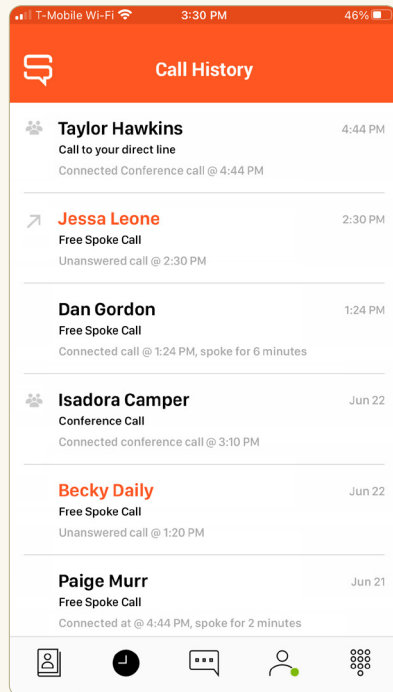 T-Mobile Wi-Fi 3:30 PM 46%
Call History
Taylor Hawkins 4:44 PM
Call to your direct line
Connected Conference call @ 4:44 PM
Jessa Leone 2:30 PM
Free Spoke Call
Unanswered call @ 2:30 PM
Dan Gordon 1:24 PM
Free Spoke Call
Connected call @ 1:24 PM, spoke for 6 minutes
Isadora Camper Jun 22
Conference Call
Connected conference call @ 3:10 PM
Becky Daily Jun 22
Free Spoke Call
Unanswered call @ 1:20 PM
Paige Murr Jun 21
Free Spoke Call
Connected at @ 4:44 PM, spoke for 2 minutes